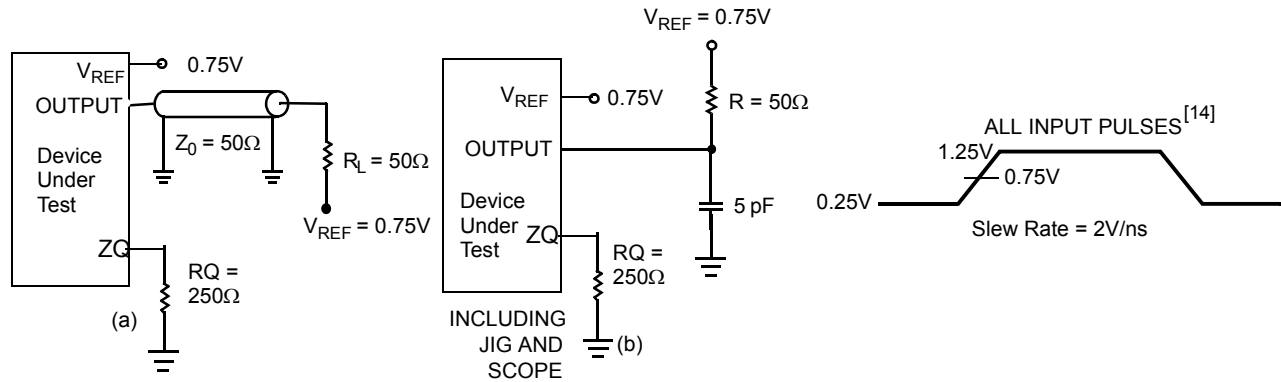 V_REF 0.75V
OUTPUT
Z_0 = 50Ω
Device
Under
Test
R_L = 50Ω
V_REF = 0.75V
ZQ
RQ =
250Ω
(a)
V_REF = 0.75V
V_REF 0.75V
R = 50Ω
OUTPUT
Device
Under
Test
5 pF
ZQ
RQ =
250Ω
INCLUDING
JIG AND
SCOPE
(b)
ALL INPUT PULSES[14]
1.25V
0.75V
0.25V
Slew Rate = 2V/ns